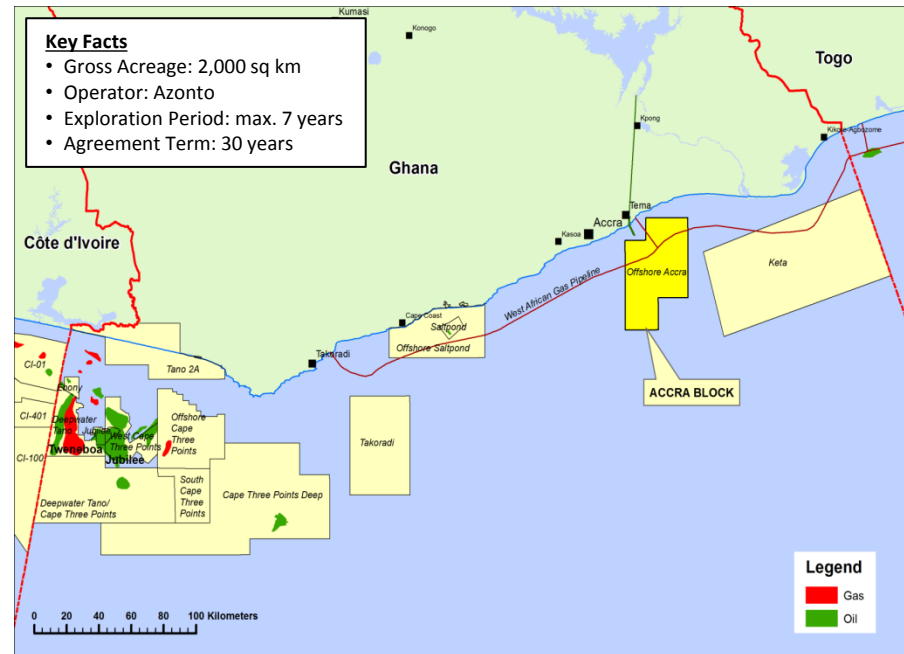 Key Facts
• Gross Acreage: 2,000 sq km
• Operator: Azonto
• Exploration Period: max. 7 years
• Agreement Term: 30 years
Kumasi
Konogo
Togo
Kpong
Kikoie-Agbozome
Ghana
Côte d'Ivoire
Tema
Accra
Kasoa
Offshore Accra
Keta
West African Gas Pipeline
Cape Coast
Saltpond
Offshore Saltpond
Takoradi
Tano 2A
CI-01
Ebony
CI-401
Deepwater
Tano
Jubilee
West Cape
Three Points
Offshore
Cape
Three
Points
Tweneboa
Jubilee
CI-100
Takoradi
ACCRA BLOCK
South
Cape
Three
Points
Cape Three Points Deep
Deepwater Tano/
Cape Three Points
Legend
Gas
Oil
0 20 40 60 80 100 Kilometers